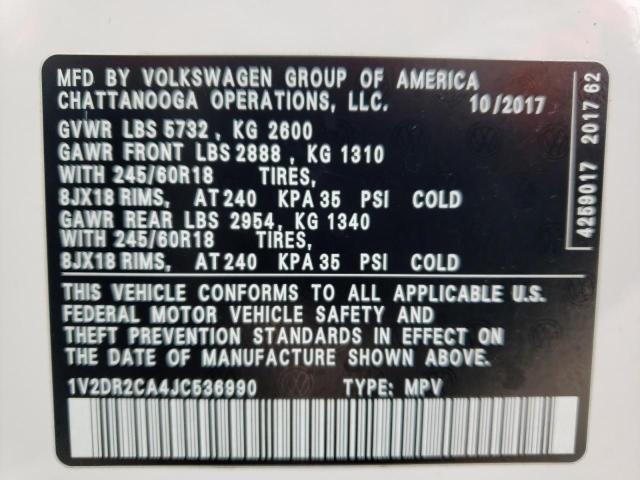 MFD BY VOLKSWAGEN GROUP OF AMERICA
CHATTANOOGA OPERATIONS, LLC. 10/2017
GVWR LBS 5732 , KG 2600
GAWR FRONT LBS 2888 , KG 1310
WITH 245/60R18 TIRES,
8JX18 RIMS, AT 240 KPA 35 PSI COLD
GAWR REAR LBS 2954, KG 1340
WITH 245/60R18 TIRES,
8JX18 RIMS, AT 240 KPA 35 PSI COLD
THIS VEHICLE CONFORMS TO ALL APPLICABLE U.S.
FEDERAL MOTOR VEHICLE SAFETY AND
THEFT PREVENTION STANDARDS IN EFFECT ON
THE DATE OF MANUFACTURE SHOWN ABOVE.
1V2DR2CA4JC536990 TYPE: MPV
4259017 2017 62